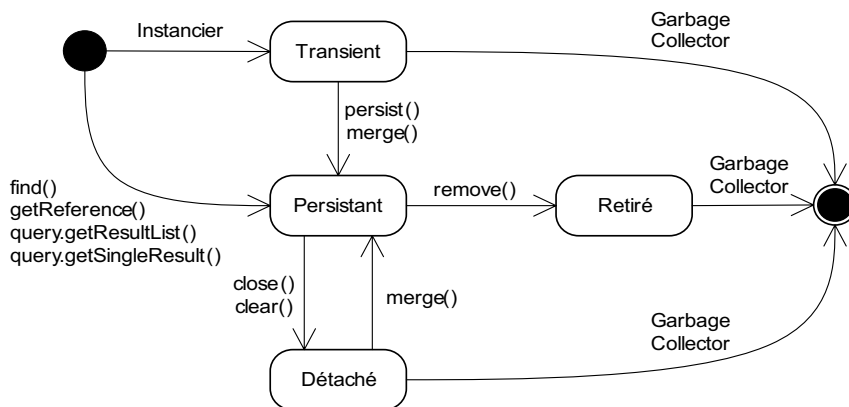 Instancier
Transient
Garbage
Collector
persist()
merge()
find()
getReference()
query.getResultList()
query.getSingleResult()
Persistant
remove()
Retiré
Garbage
Collector
close()
clear()
merge()
Détaché
Garbage
Collector